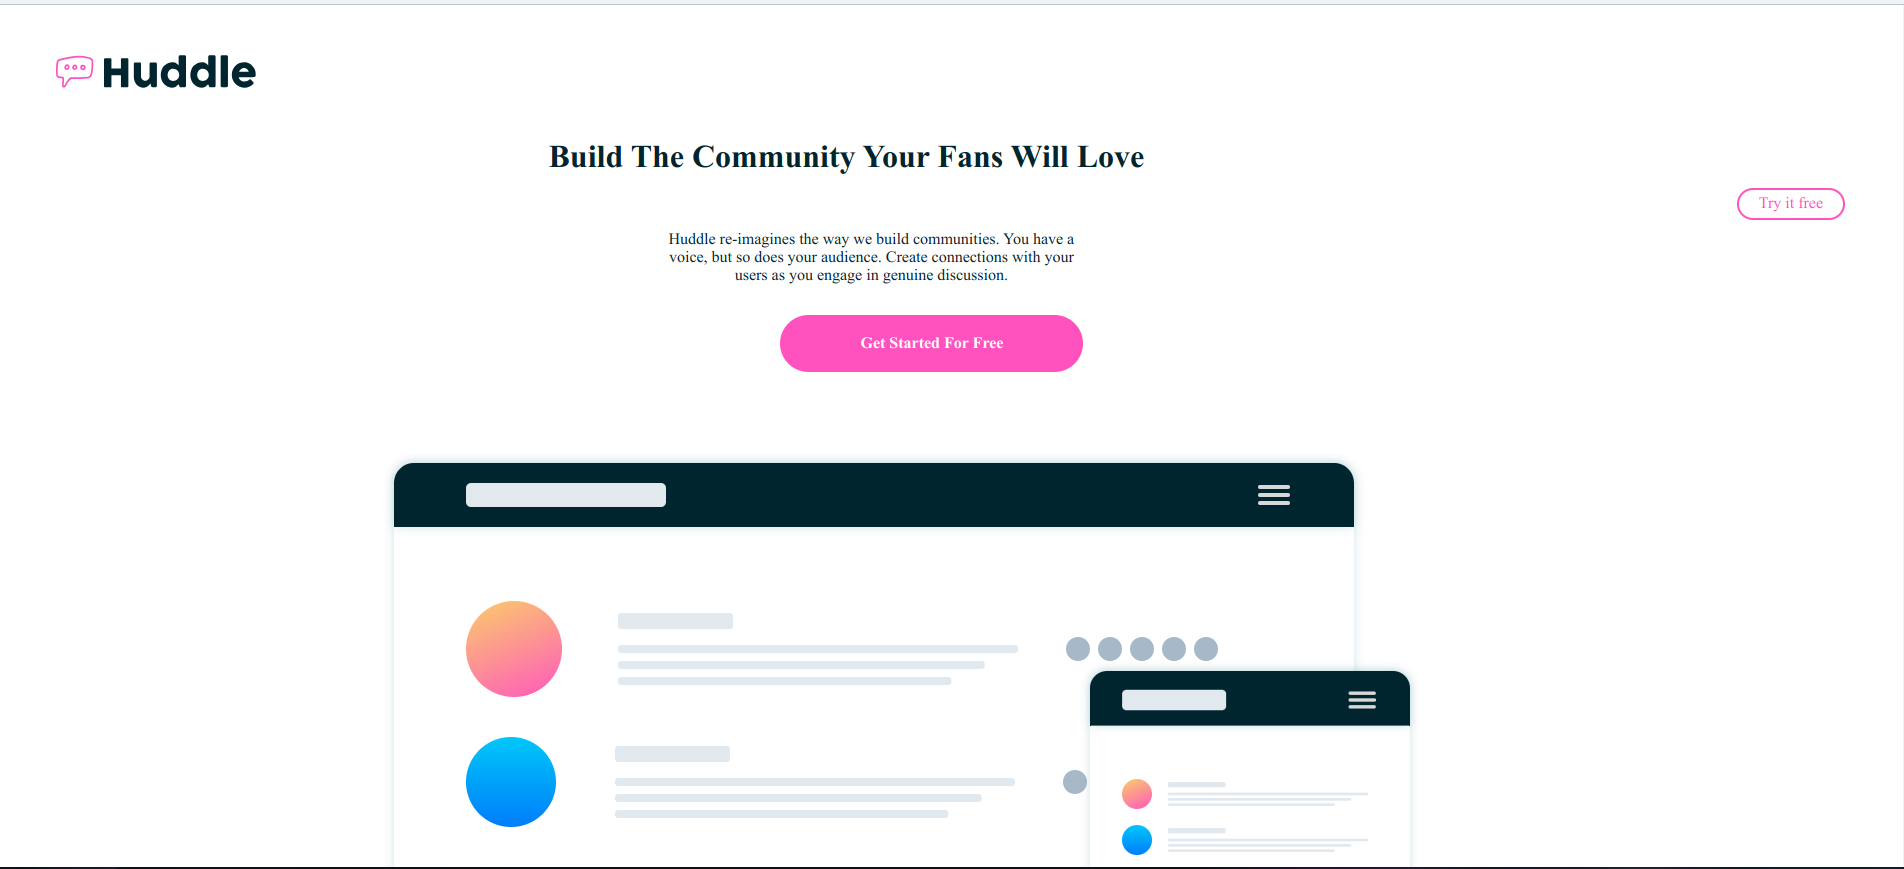 Huddle
Build The Community Your Fans Will Love
Try it free
Huddle re-imagines the way we build communities. You have a
voice, but so does your audience. Create connections with your
users as you engage in genuine discussion.
Get Started For Free